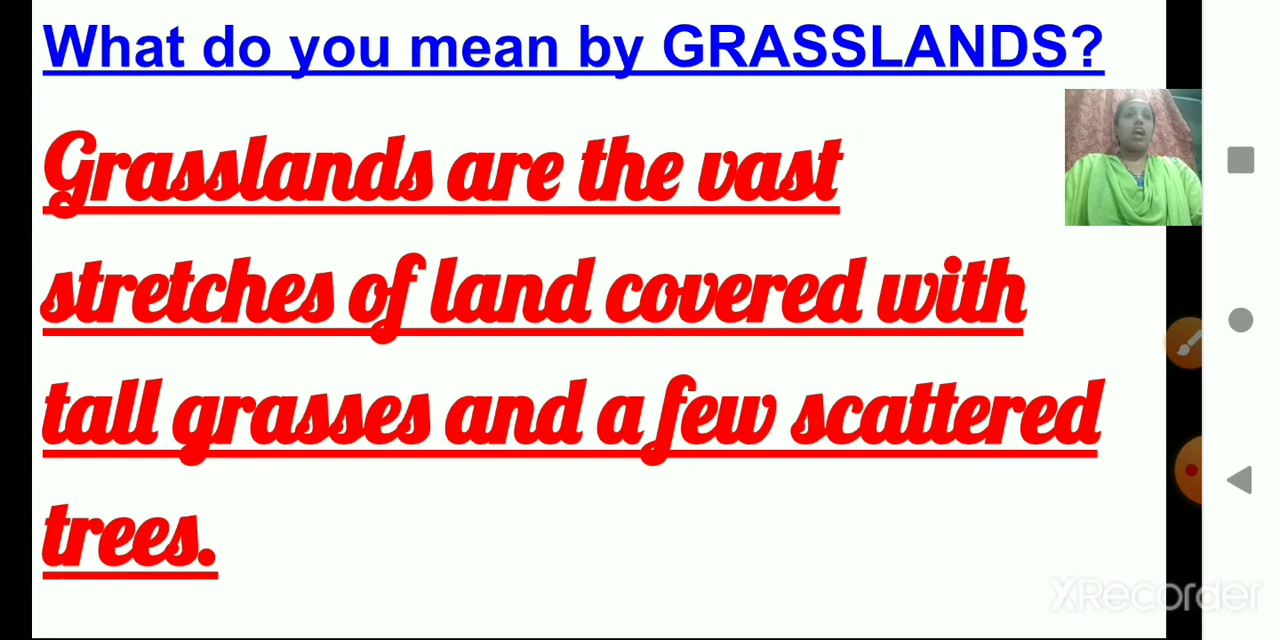 What do you mean by GRASSLANDS?
Grasslands are the vast
stretches of land covered with
tall grasses and a few scattered
trees.
XRecorder